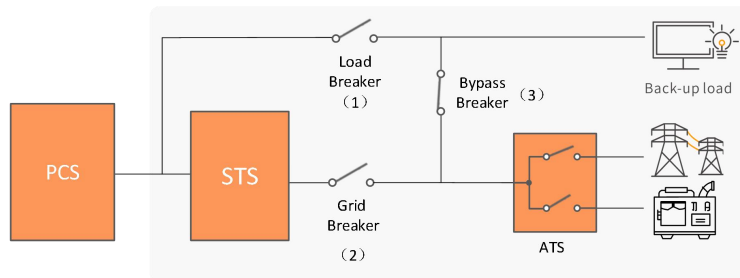 Load
Breaker
（1）
Bypass
Breaker
（3）
Back-up load
PCS
STS
Grid
Breaker
（2）
ATS